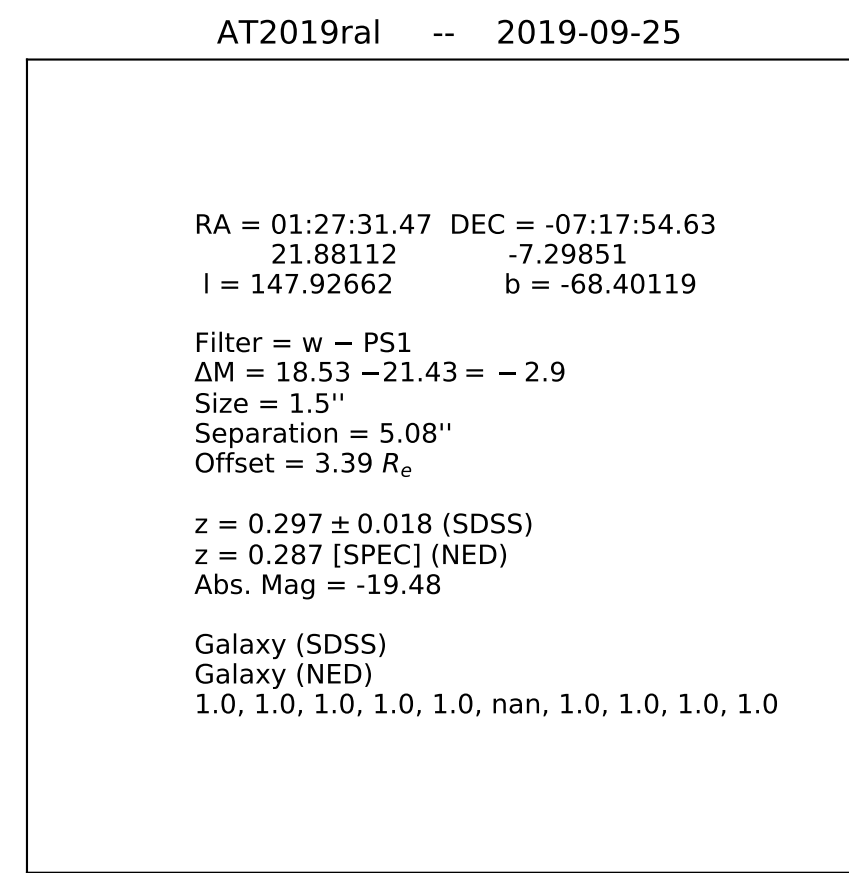 AT2019ral -- 2019-09-25
RA = 01:27:31.47 DEC = -07:17:54.63
21.88112 -7.29851
l = 147.92662 b = -68.40119
Filter = w − PS1
ΔM = 18.53 −21.43 = − 2.9
Size = 1.5''
Separation = 5.08''
Offset = 3.39 Rₑ
z = 0.297 ± 0.018 (SDSS)
z = 0.287 [SPEC] (NED)
Abs. Mag = -19.48
Galaxy (SDSS)
Galaxy (NED)
1.0, 1.0, 1.0, 1.0, 1.0, nan, 1.0, 1.0, 1.0, 1.0